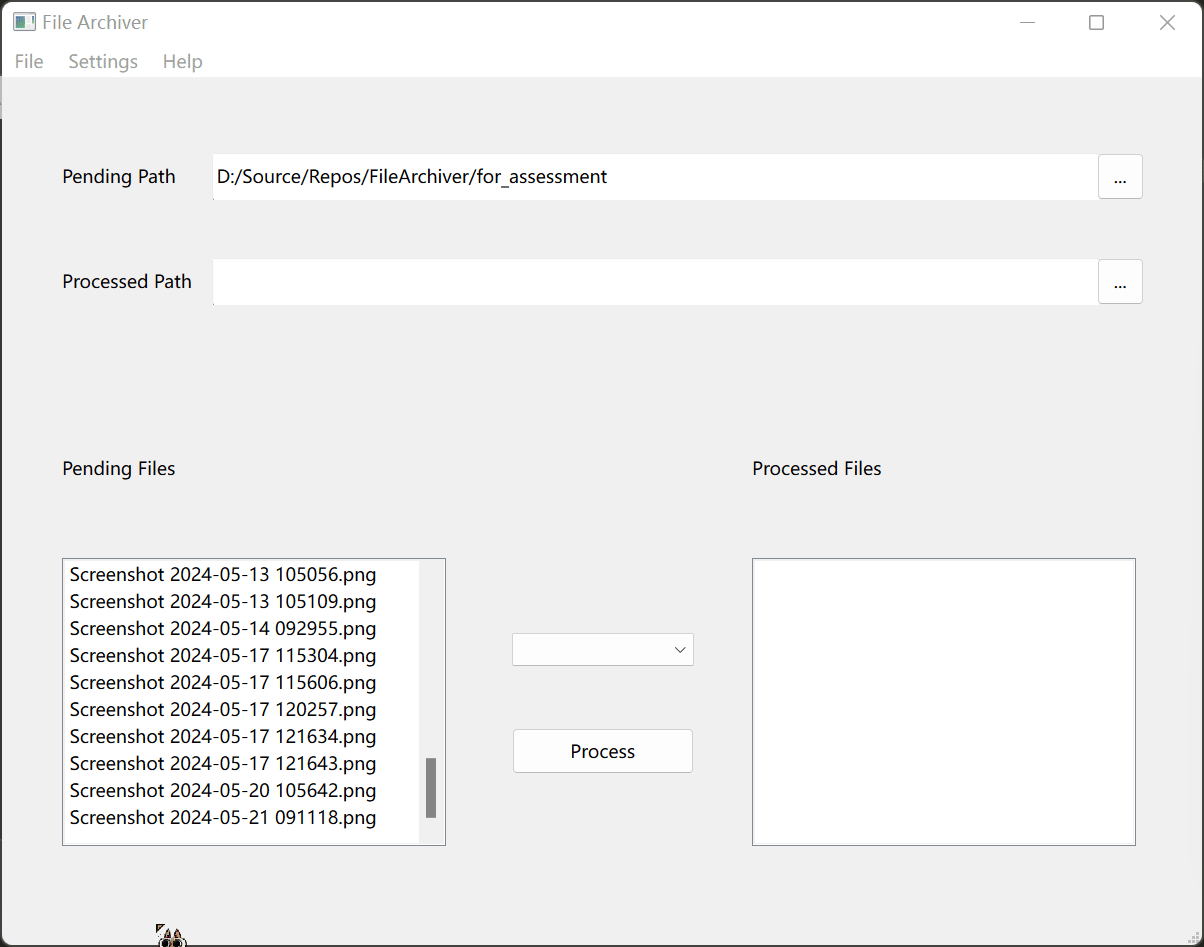 File Archiver
File Settings Help
Pending Path D:/Source/Repos/FileArchiver/for_assessment ...
Processed Path ...
Pending Files Processed Files
Screenshot 2024-05-13 105056.png
Screenshot 2024-05-13 105109.png
Screenshot 2024-05-14 092955.png
Screenshot 2024-05-17 115304.png
Screenshot 2024-05-17 115606.png
Screenshot 2024-05-17 120257.png
Screenshot 2024-05-17 121634.png
Screenshot 2024-05-17 121643.png
Screenshot 2024-05-20 105642.png
Screenshot 2024-05-21 091118.png
Process